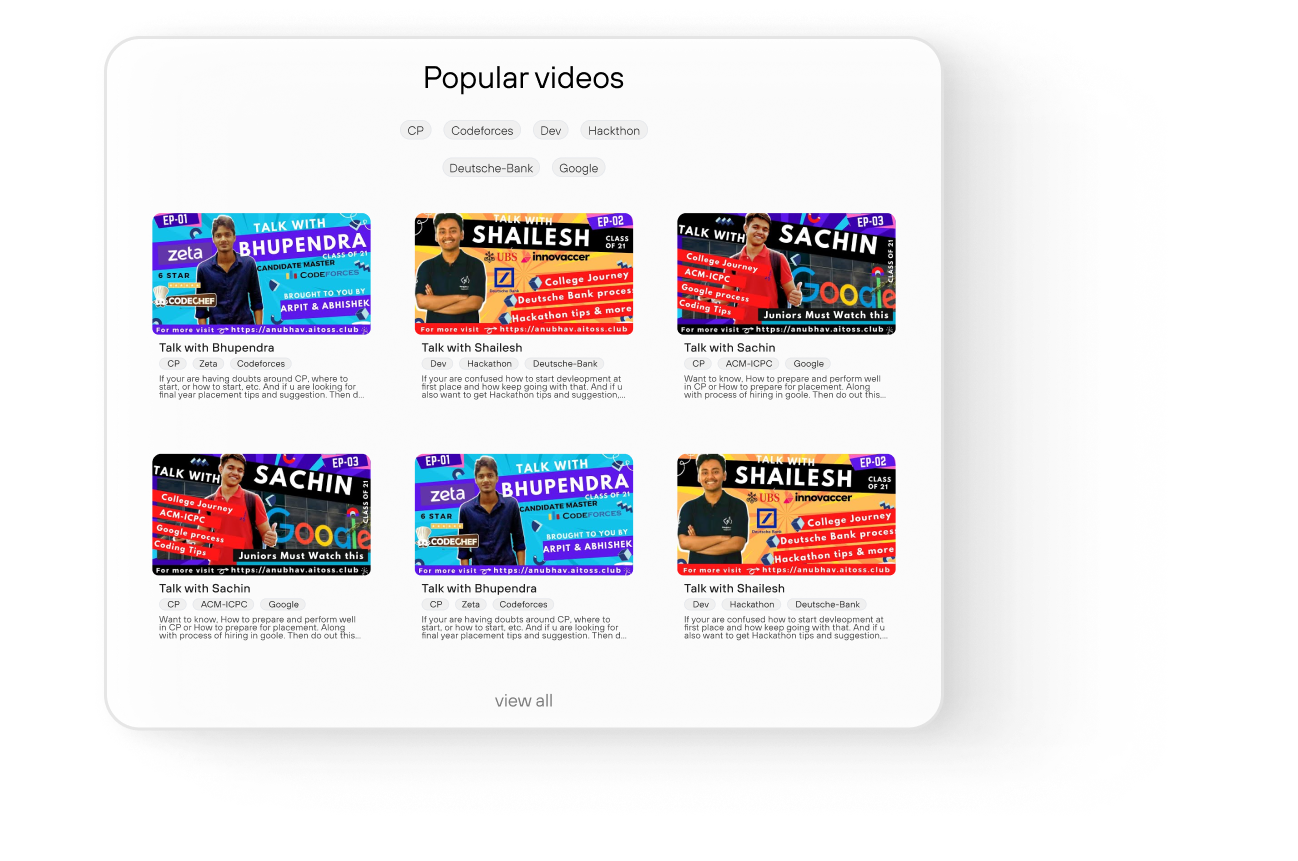 Popular videos
CP Codeforces Dev Hackthon
Deutsche-Bank Google
EP-01
TALK WITH
BHUPENDRA
CLASS OF 21
zeta
CANDIDATE MASTER
6 STAR
CODEFORCES
CODECHEF
BROUGHT TO YOU BY
ARPIT & ABHISHEK
For more visit https://anubhav.aitoss.club
Talk with Bhupendra
CP Zeta Codeforces
If your are having doubts around CP, where to
start, or how to start, etc. And if u are looking for
final year placement tips and suggestion. Then d...
TALK WITH
EP-02
SHAILESH
CLASS
OF 21
UBS innovaccer
Deutsche Bank
College Journey
Deutsche Bank process
Hackathon tips & more
For more visit https://anubhav.aitoss.club
Talk with Shailesh
Dev Hackathon Deutsche-Bank
If your are confused how to start devleopment at
first place and how keep going with that. And if u
also want to get Hackathon tips and suggestion,...
EP-03
TALK WITH
SACHIN
CLASS OF 21
College Journey
ACM-ICPC
Google process
Coding Tips
Google
Juniors Must Watch this
For more visit https://anubhav.aitoss.club
Talk with Sachin
CP ACM-ICPC Google
Want to know, How to prepare and perform well
in CP or How to prepare for placement. Along
with process of hiring in goole. Then do out this...
EP-03
TALK WITH
SACHIN
CLASS OF 21
College Journey
ACM-ICPC
Google process
Coding Tips
Google
Juniors Must Watch this
For more visit https://anubhav.aitoss.club
Talk with Sachin
CP ACM-ICPC Google
Want to know, How to prepare and perform well
in CP or How to prepare for placement. Along
with process of hiring in goole. Then do out this...
EP-01
TALK WITH
BHUPENDRA
CLASS OF 21
zeta
CANDIDATE MASTER
6 STAR
CODEFORCES
CODECHEF
BROUGHT TO YOU BY
ARPIT & ABHISHEK
For more visit https://anubhav.aitoss.club
Talk with Bhupendra
CP Zeta Codeforces
If your are having doubts around CP, where to
start, or how to start, etc. And if u are looking for
final year placement tips and suggestion. Then d...
TALK WITH
EP-02
SHAILESH
CLASS
OF 21
UBS innovaccer
Deutsche Bank
College Journey
Deutsche Bank process
Hackathon tips & more
For more visit https://anubhav.aitoss.club
Talk with Shailesh
Dev Hackathon Deutsche-Bank
If your are confused how to start devleopment at
first place and how keep going with that. And if u
also want to get Hackathon tips and suggestion,...
view all